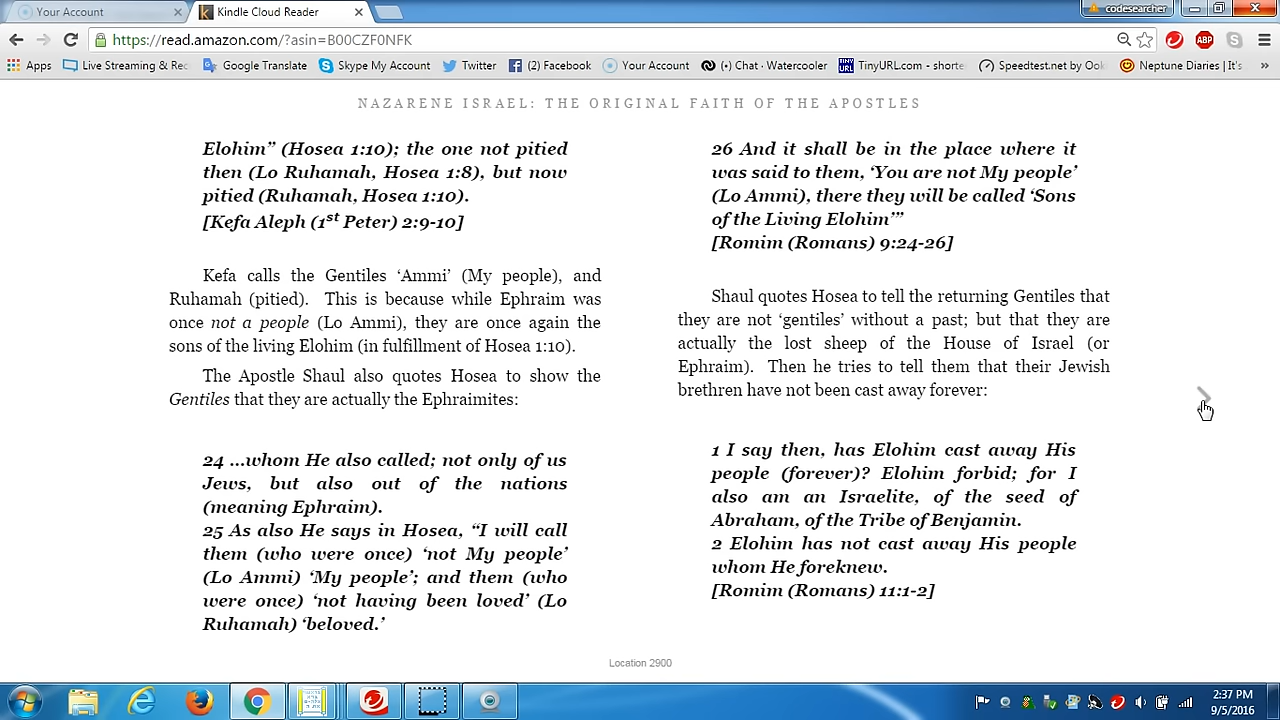 Your Account
Kindle Cloud Reader
codesearcher
https://read.amazon.com/?asin=B00CZF0NFK
Apps
Live Streaming & Rec
Google Translate
Skype My Account
Twitter
(2) Facebook
Your Account
(•) Chat · Watercooler
TinyURL.com - shorte
Speedtest.net by Ook
Neptune Diaries | It's
NAZARENE ISRAEL: THE ORIGINAL FAITH OF THE APOSTLES
Elohim” (Hosea 1:10); the one not pitied
then (Lo Ruhamah, Hosea 1:8), but now
pitied (Ruhamah, Hosea 1:10).
[Kefa Aleph (1st Peter) 2:9-10]
Kefa calls the Gentiles ‘Ammi’ (My people), and
Ruhamah (pitied). This is because while Ephraim was
once not a people (Lo Ammi), they are once again the
sons of the living Elohim (in fulfillment of Hosea 1:10).
The Apostle Shaul also quotes Hosea to show the
Gentiles that they are actually the Ephraimites:
24 …whom He also called; not only of us
Jews, but also out of the nations
(meaning Ephraim).
25 As also He says in Hosea, “I will call
them (who were once) ‘not My people’
(Lo Ammi) ‘My people’; and them (who
were once) ‘not having been loved’ (Lo
Ruhamah) ‘beloved.’
26 And it shall be in the place where it
was said to them, ‘You are not My people’
(Lo Ammi), there they will be called ‘Sons
of the Living Elohim’”
[Romim (Romans) 9:24-26]
Shaul quotes Hosea to tell the returning Gentiles that
they are not ‘gentiles’ without a past; but that they are
actually the lost sheep of the House of Israel (or
Ephraim). Then he tries to tell them that their Jewish
brethren have not been cast away forever:
1 I say then, has Elohim cast away His
people (forever)? Elohim forbid; for I
also am an Israelite, of the seed of
Abraham, of the Tribe of Benjamin.
2 Elohim has not cast away His people
whom He foreknew.
[Romim (Romans) 11:1-2]
Location 2900
2:37 PM
9/5/2016